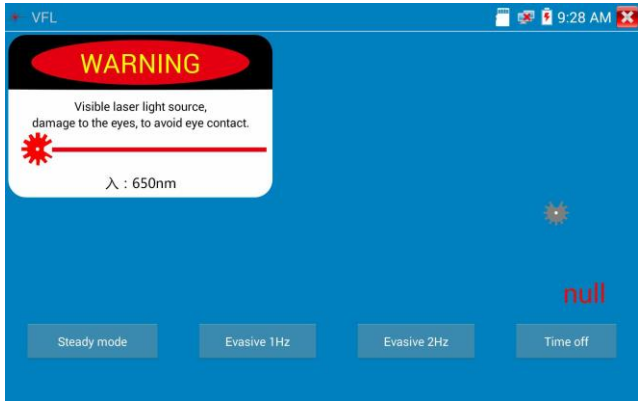 VFL
9:28 AM
WARNING
Visible laser light source,
damage to the eyes, to avoid eye contact.
入 : 650nm
null
Steady mode
Evasive 1Hz
Evasive 2Hz
Time off